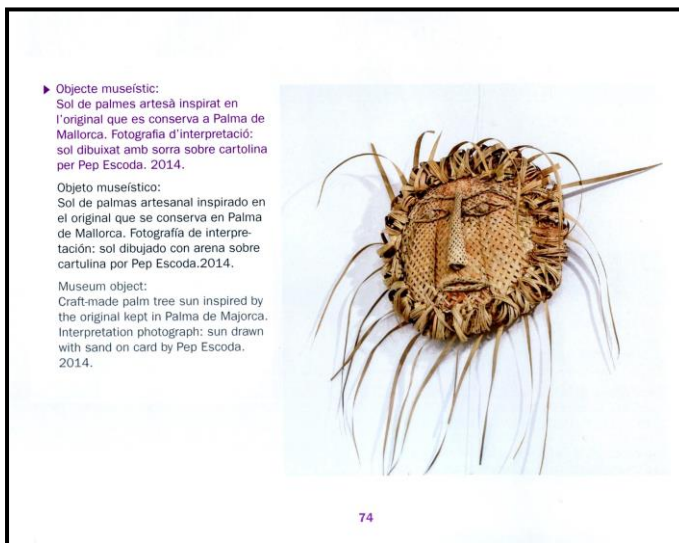 Objecte museístic:
Sol de palmes artesà inspirat en
l'original que es conserva a Palma de
Mallorca. Fotografia d'interpretació:
sol dibuixat amb sorra sobre cartolina
per Pep Escoda. 2014.
Objeto museístico:
Sol de palmas artesanal inspirado en
el original que se conserva en Palma
de Mallorca. Fotografía de interpre-
tación: sol dibujado con arena sobre
cartulina por Pep Escoda.2014.
Museum object:
Craft-made palm tree sun inspired by
the original kept in Palma de Majorca.
Interpretation photograph: sun drawn
with sand on card by Pep Escoda.
2014.
74